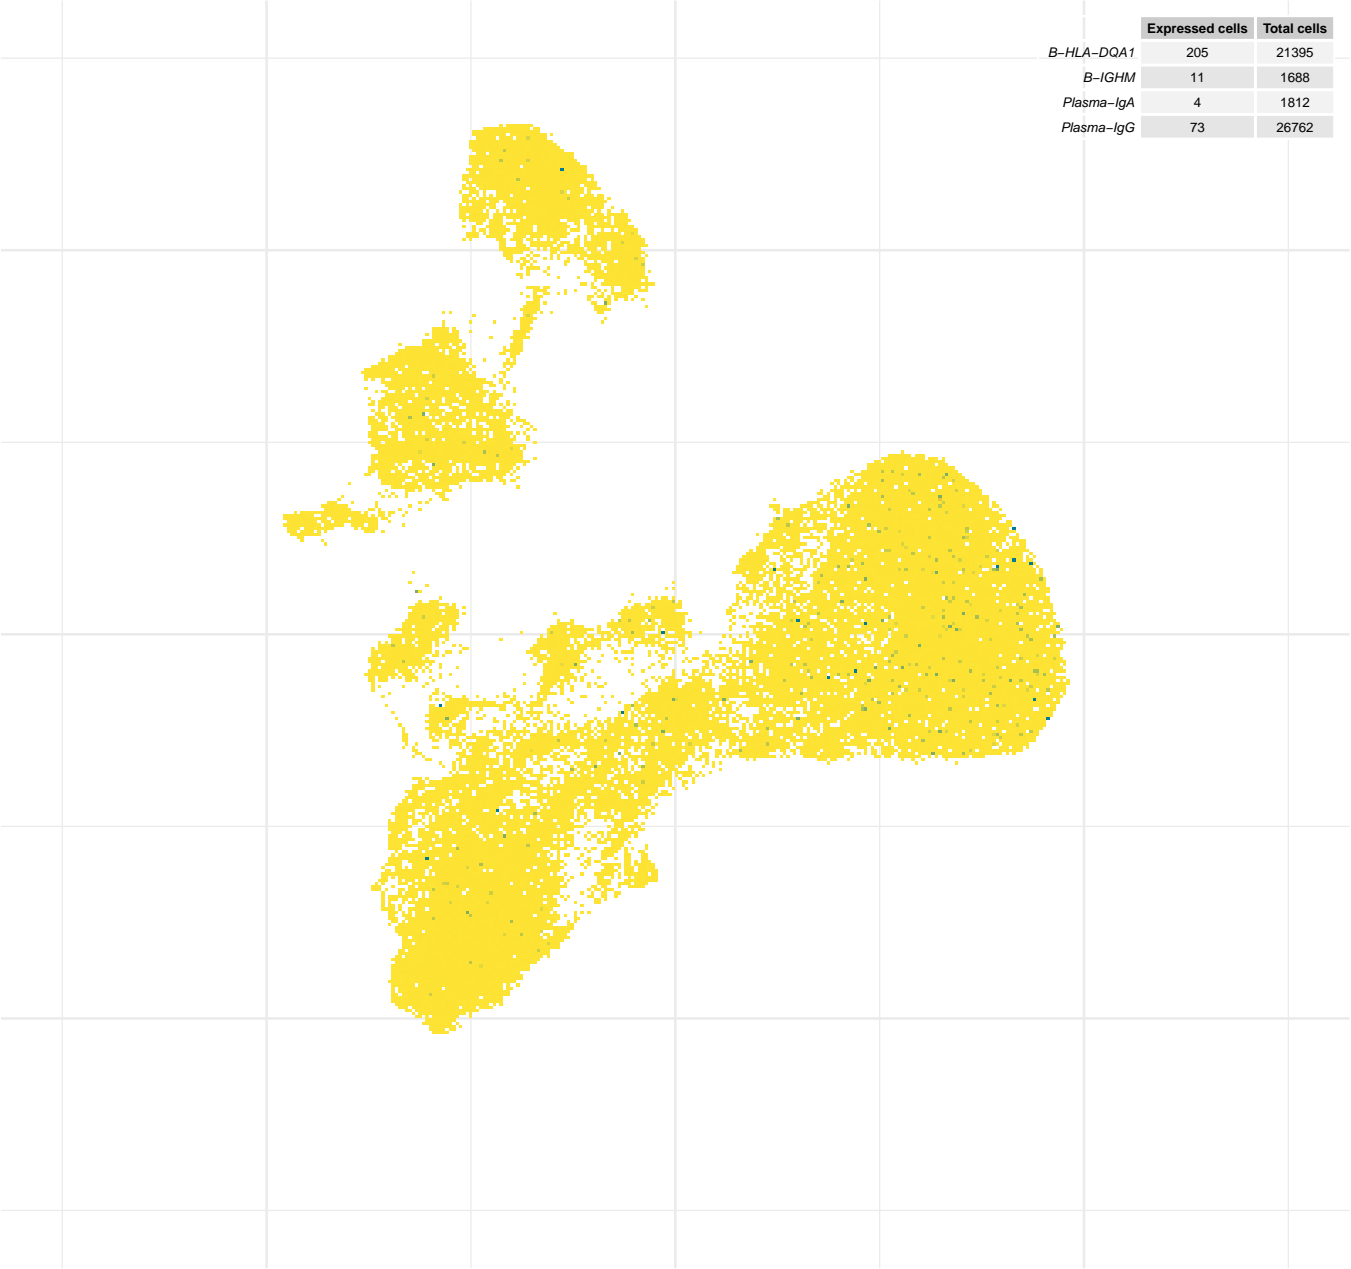 Expressed cells Total cells
B−HLA−DQA1 205 21395
B−IGHM 11 1688
Plasma−IgA 4 1812
Plasma−IgG 73 26762